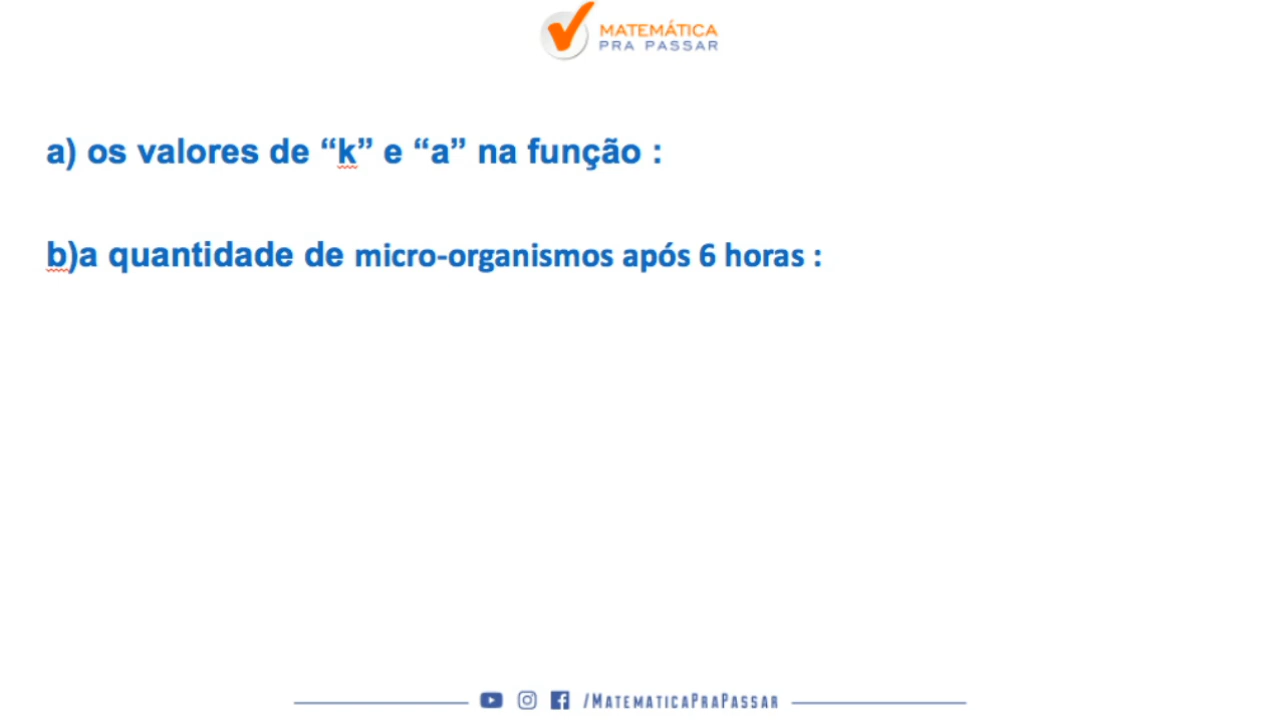 MATEMÁTICA
PRA PASSAR
a) os valores de “k” e “a” na função :
b)a quantidade de micro-organismos após 6 horas :
/MATEMATICAPRAPASSAR